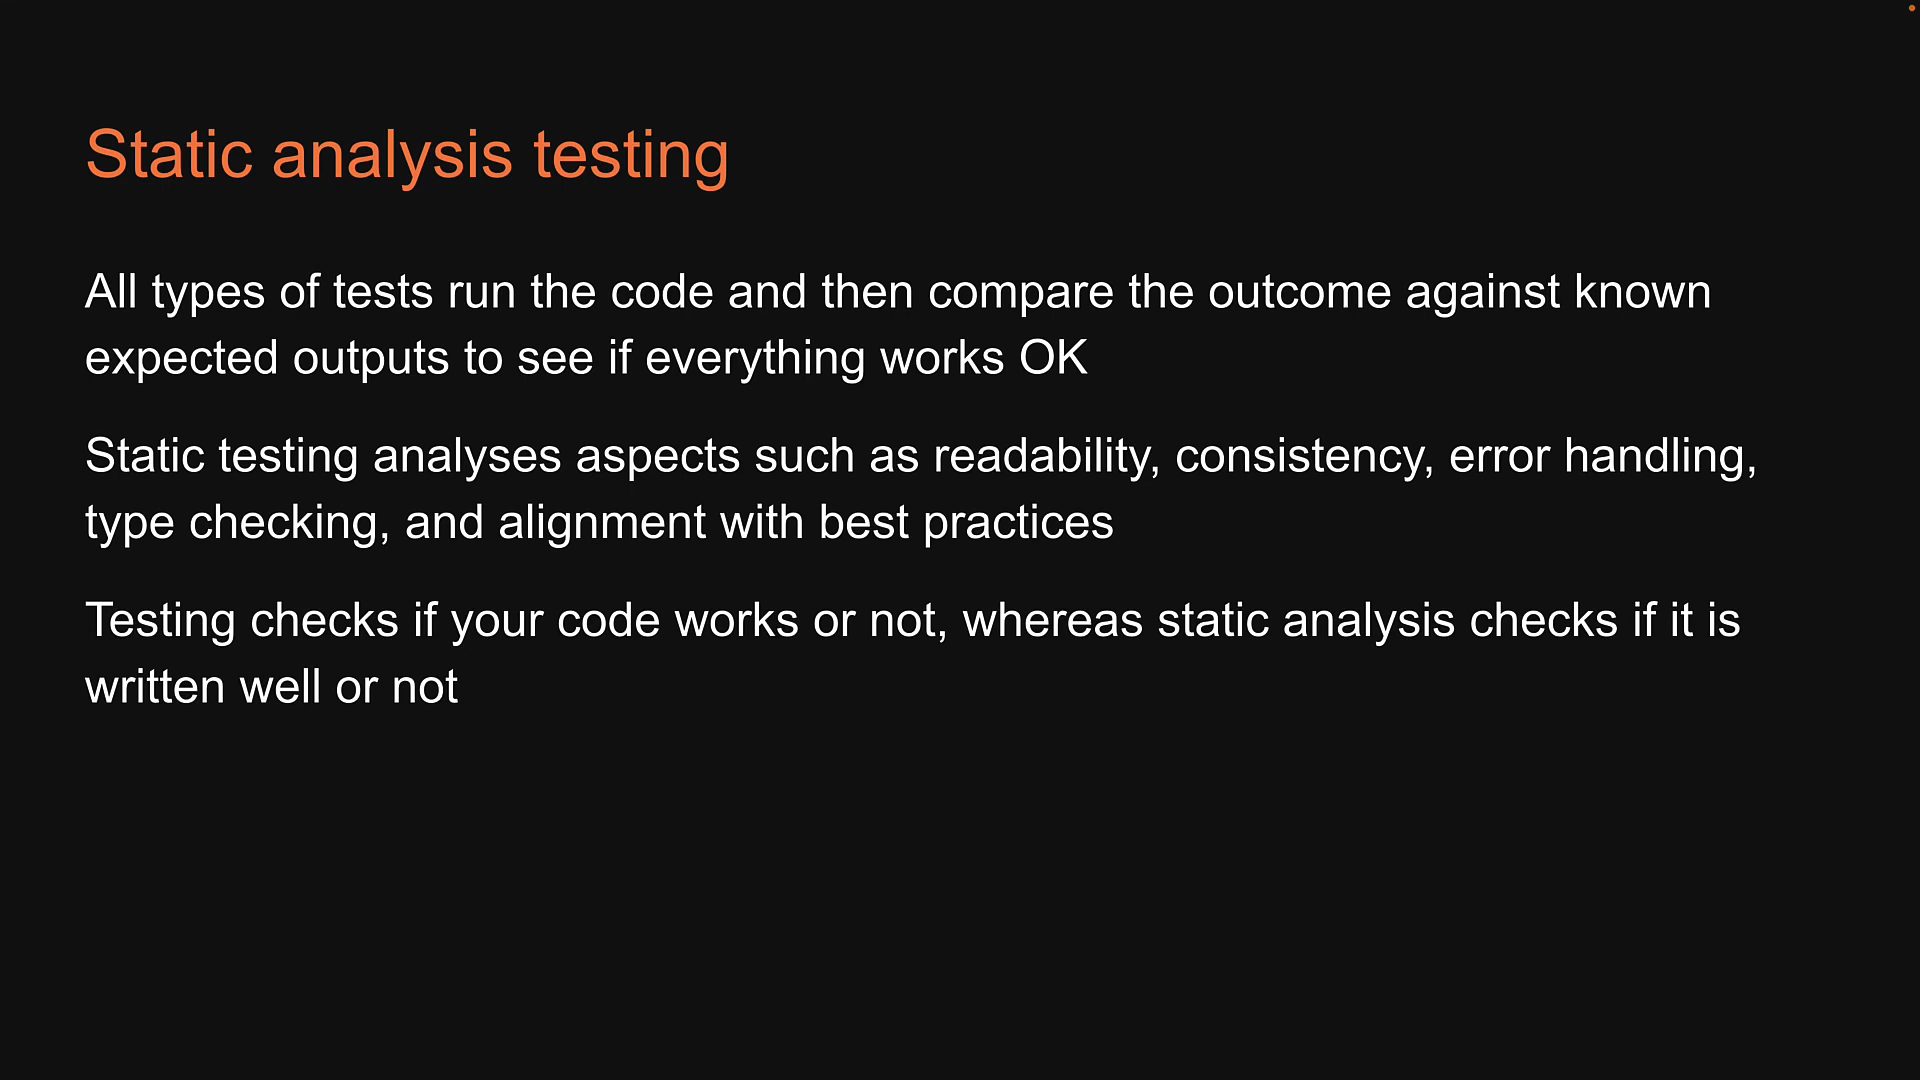 Static analysis testing
All types of tests run the code and then compare the outcome against known
expected outputs to see if everything works OK
Static testing analyses aspects such as readability, consistency, error handling,
type checking, and alignment with best practices
Testing checks if your code works or not, whereas static analysis checks if it is
written well or not